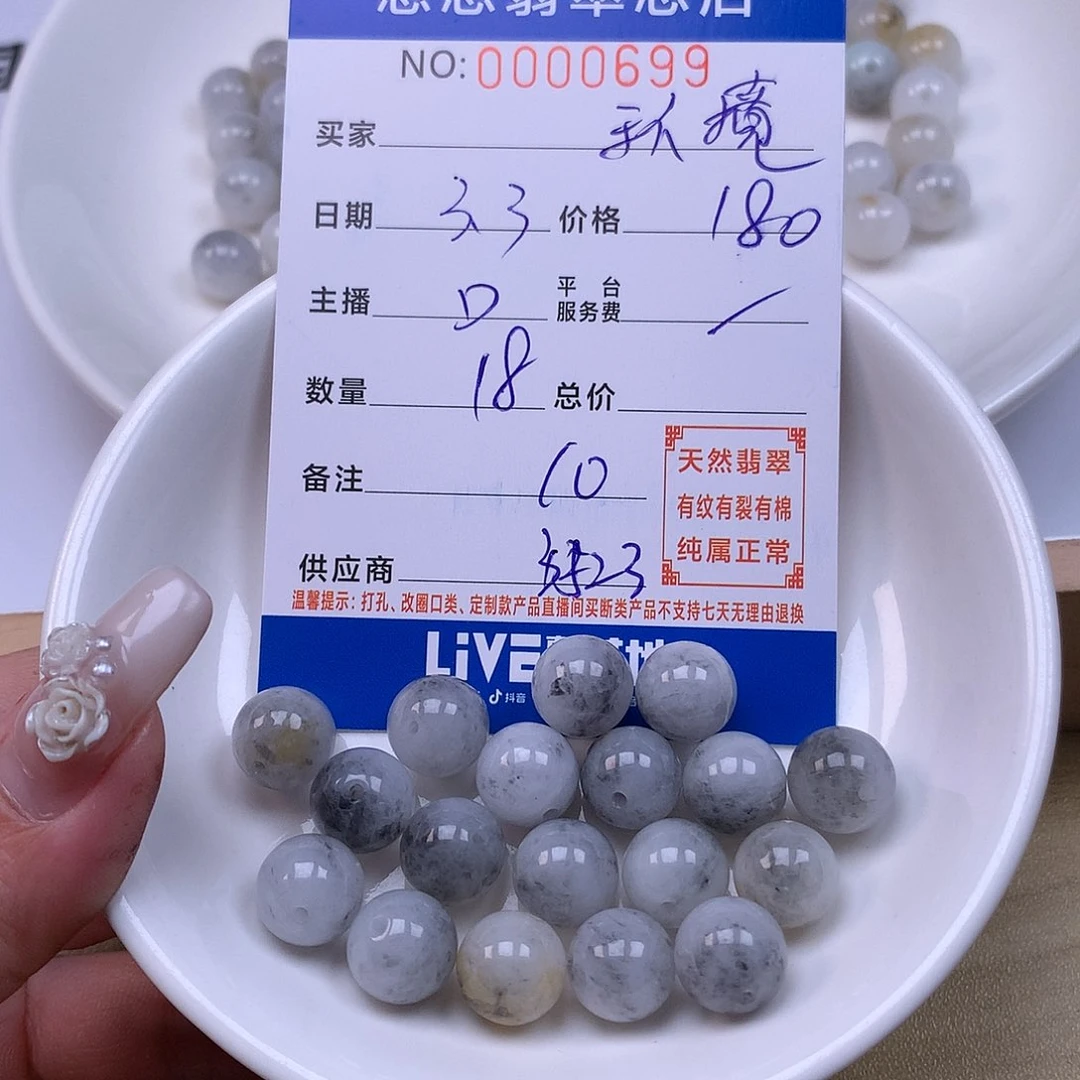 NO:0000699
买家
日期 3.3 价格 180
主播 D 平台服务费 /
数量 18 总价
备注 10
天然翡翠
有纹有裂有棉
纯属正常
供应商
温馨提示：打孔、改圈口类、定制款产品直播间买断类产品不支持七天无理由退换
LIVE
抖音